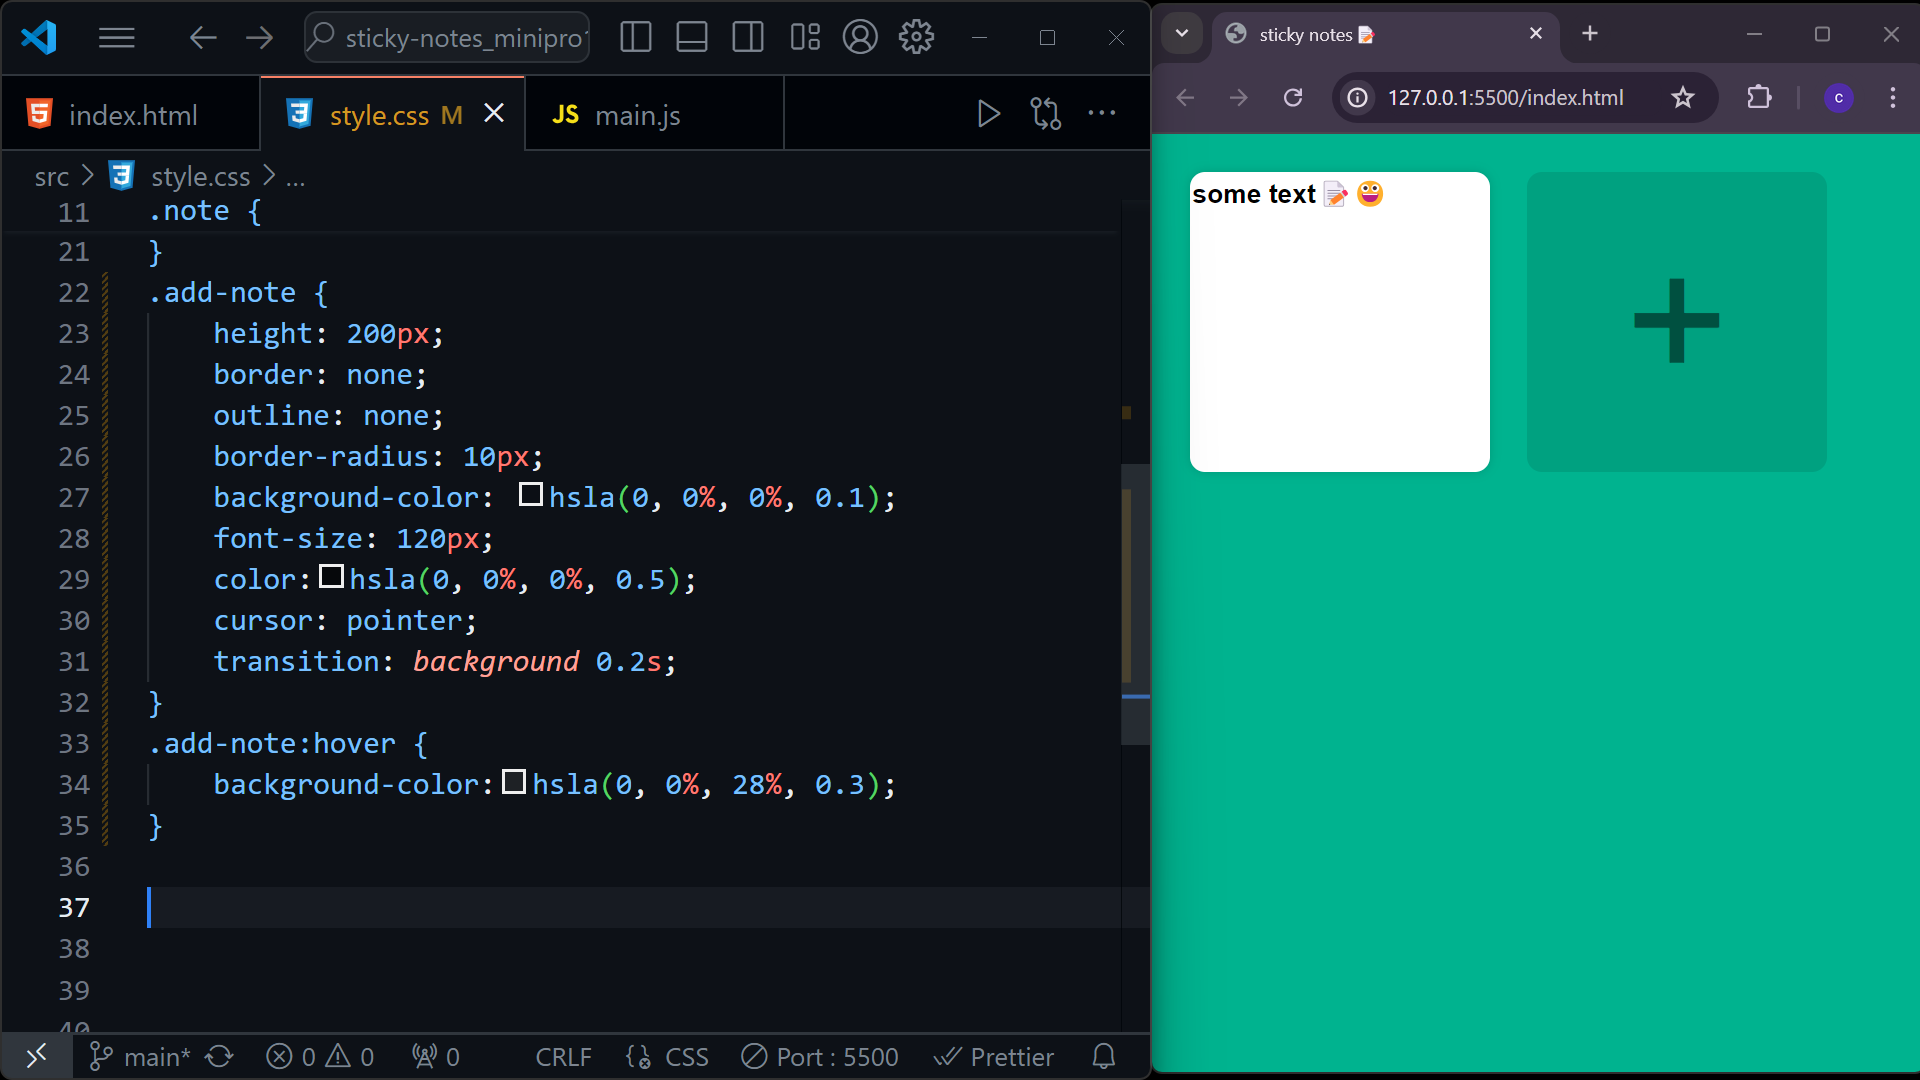 sticky-notes_minipro
index.html
style.css M
JS main.js
src > style.css > ...
11 .note {
21 }
22 .add-note {
23 height: 200px;
24 border: none;
25 outline: none;
26 border-radius: 10px;
27 background-color: hsla(0, 0%, 0%, 0.1);
28 font-size: 120px;
29 color: hsla(0, 0%, 0%, 0.5);
30 cursor: pointer;
31 transition: background 0.2s;
32 }
33 .add-note:hover {
34 background-color: hsla(0, 0%, 28%, 0.3);
35 }
36
37
38
39
40
main* 0 0 0 CRLF CSS Port : 5500 Prettier
sticky notes 📝
127.0.0.1:5500/index.html
c
some text 📝 😀
+